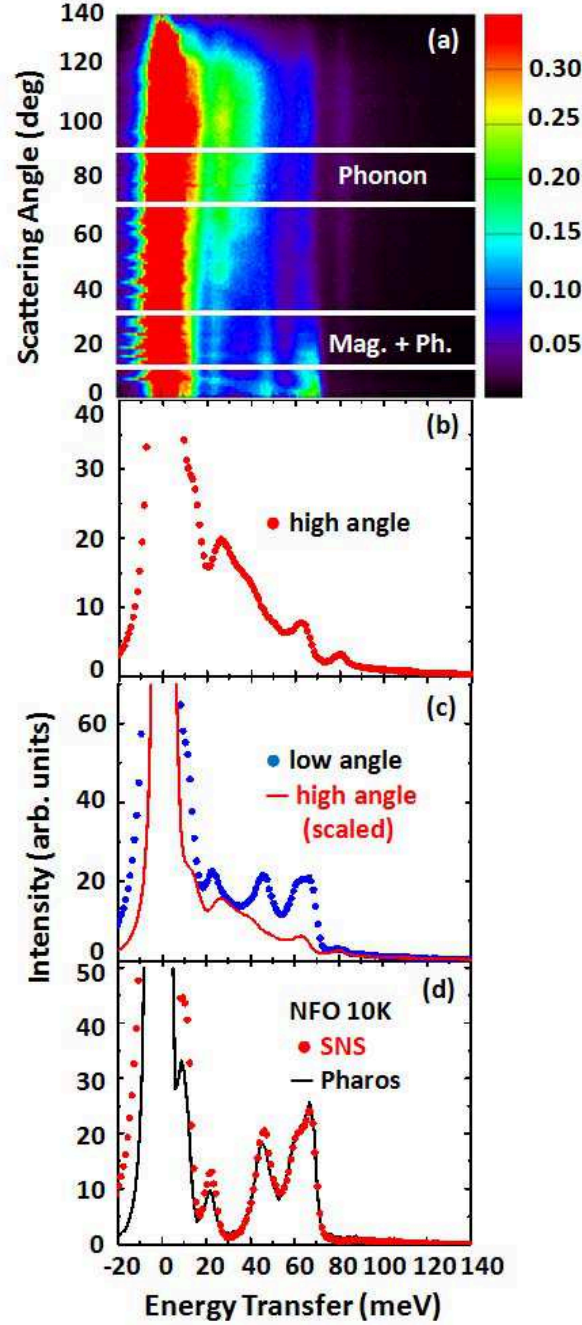 140
120
100
80
60
40
20
0
Scattering Angle (deg)
(a)
Phonon
Mag. + Ph.
0.30
0.25
0.20
0.15
0.10
0.05
40
30
20
10
0
(b)
high angle
60
40
20
0
(c)
low angle
high angle
(scaled)
Intensity (arb. units)
50
40
30
20
10
0
(d)
NFO 10K
SNS
Pharos
-20 0 20 40 60 80 100 120 140
Energy Transfer (meV)